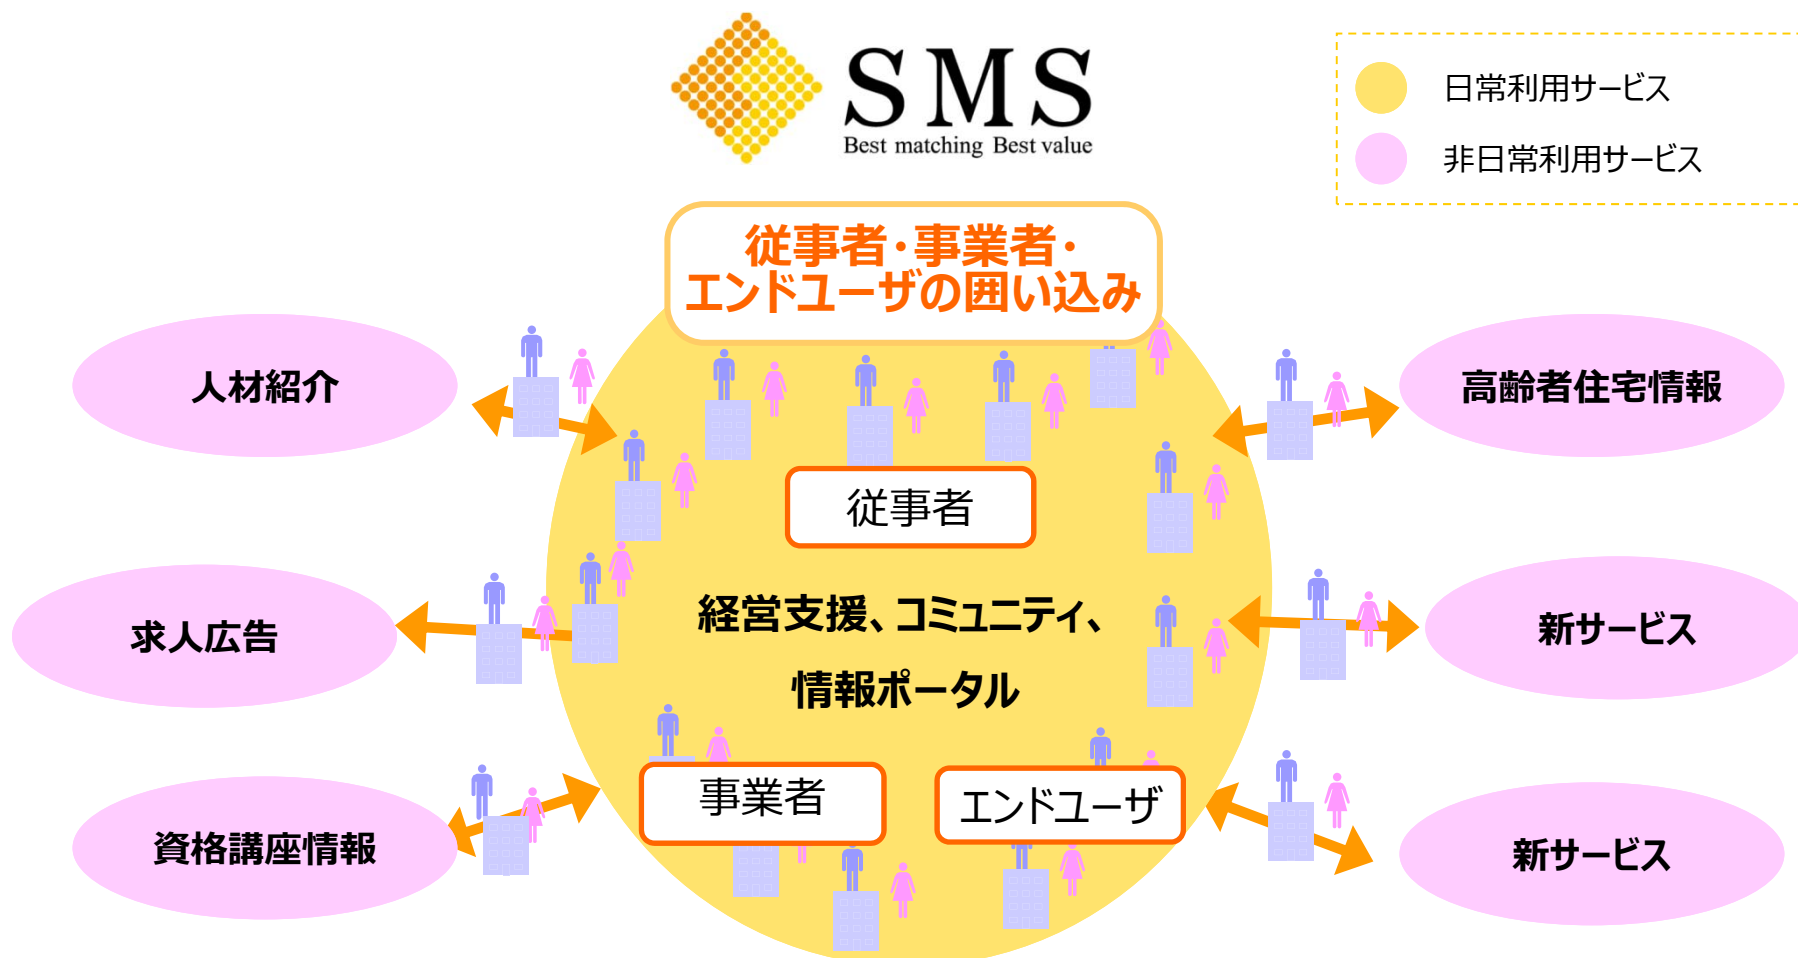 SMS
Best matching Best value
日常利用サービス
非日常利用サービス
従事者・事業者・
エンドユーザの囲い込み
人材紹介
高齢者住宅情報
従事者
求人広告
経営支援、コミュニティ、
情報ポータル
新サービス
資格講座情報
事業者
エンドユーザ
新サービス